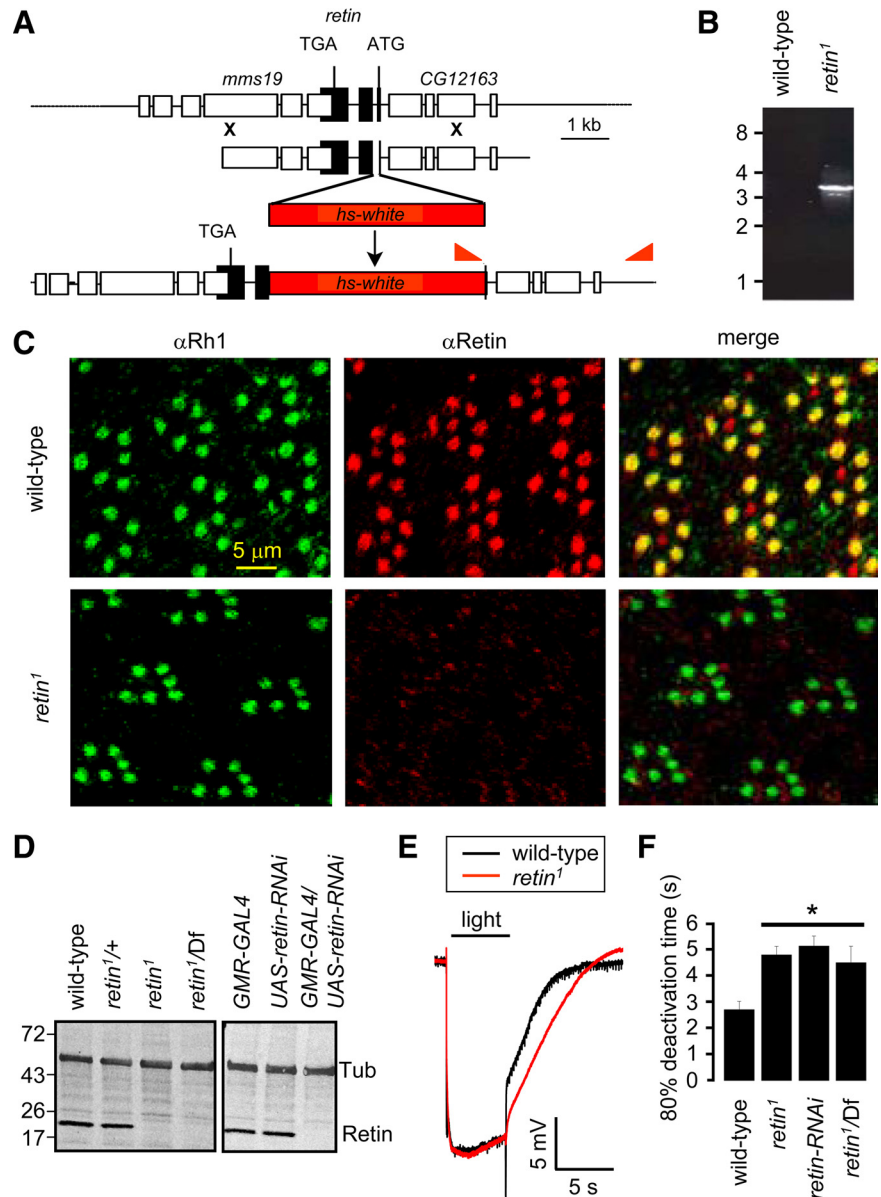 A
retin
TGA ATG
mms19 CG12163
X X
1 kb
hs-white
TGA
hs-white
B
wild-type
retin¹
8
4
3
2
1
C
αRh1 αRetin merge
wild-type
5 μm
retin¹
D
wild-type
retin¹/+
retin¹
retin¹/Df
GMR-GAL4
UAS-retin-RNAi
GMR-GAL4/
UAS-retin-RNAi
72
43
26
17
Tub
Retin
E
wild-type
retin¹
light
5 mV
5 s
F
80% deactivation time (s)
6
5
4
3
2
1
0
*
wild-type
retin¹
retin-RNAi
retin¹/Df